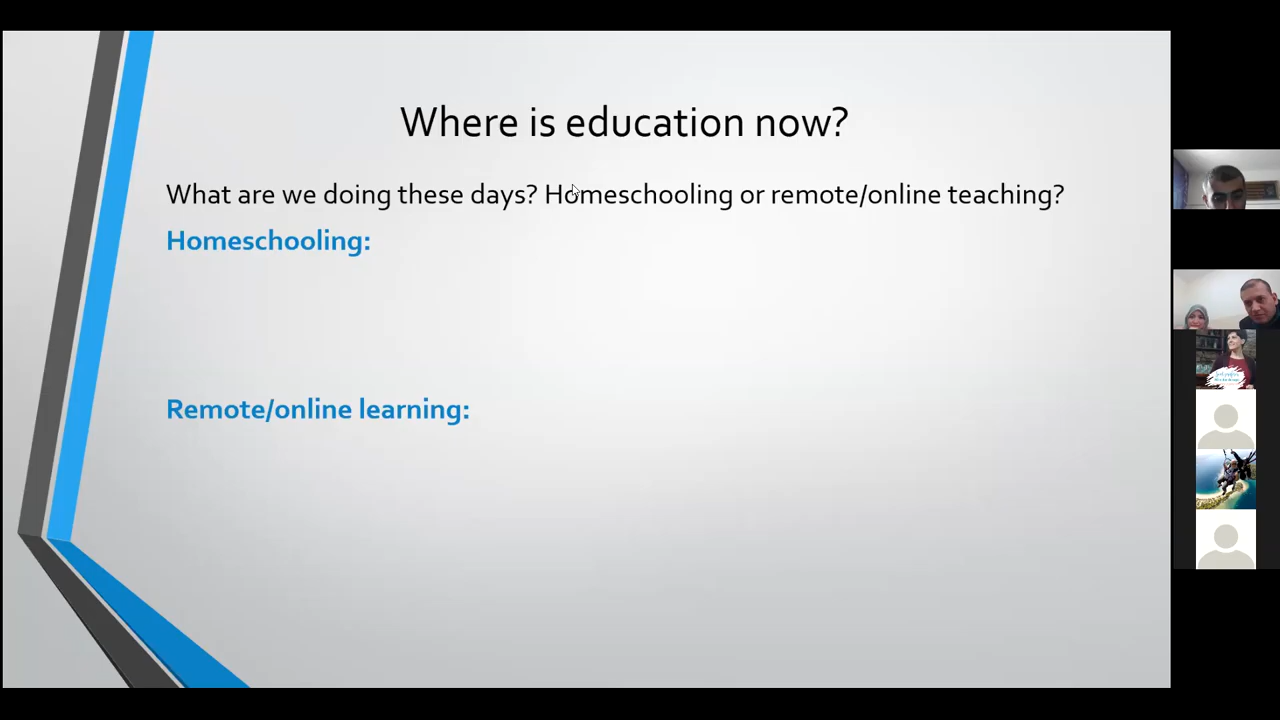 Where is education now?
What are we doing these days? Homeschooling or remote/online teaching?
Homeschooling:
Remote/online learning: